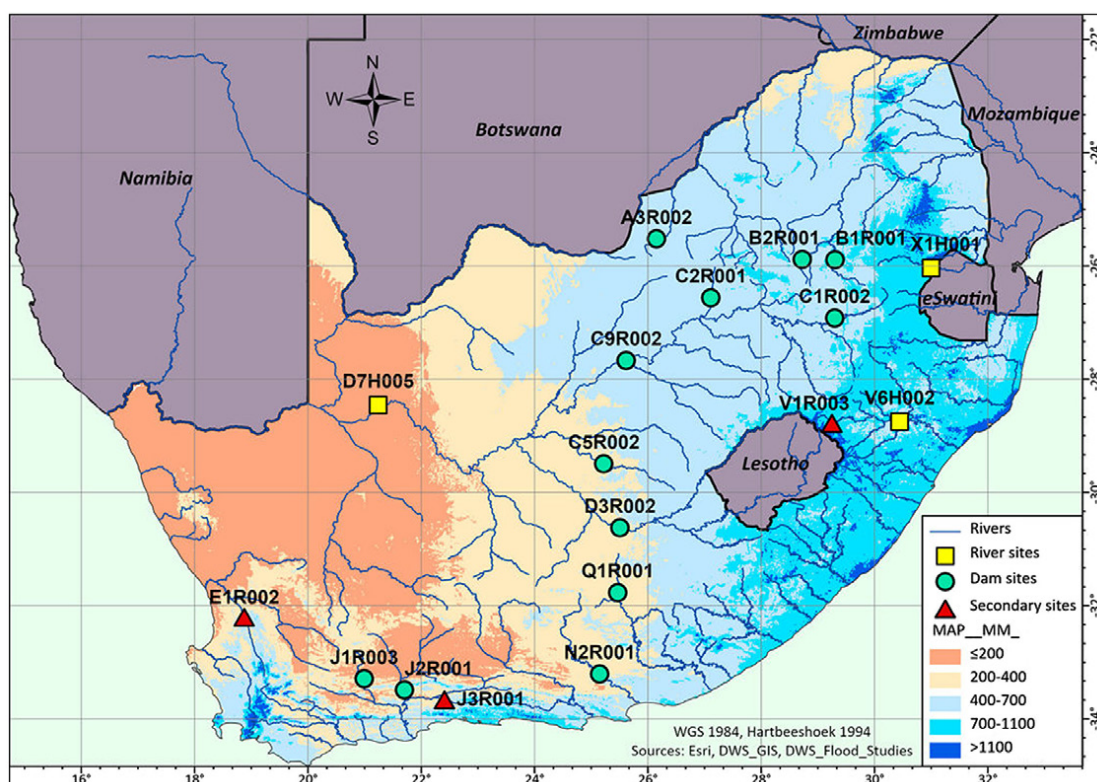 Zimbabwe
-22°
N
W E
S
Botswana
Mozambique
-24°
Namibia
A3R002
B2R001 B1R001 X1H001
-26°
C2R001
C1R002 eSwatini
C9R002
-28°
D7H005
V1R003 V6H002
C5R002
Lesotho
-30°
D3R002
Q1R001
-32°
E1R002
J1R003 J2R001
N2R001
J3R001
-34°
Rivers
River sites
Dam sites
Secondary sites
MAP__MM_
≤200
200-400
400-700
700-1100
>1100
WGS 1984, Hartbeeshoek 1994
Sources: Esri, DWS_GIS, DWS_Flood_Studies
16° 18° 20° 22° 24° 26° 28° 30° 32°